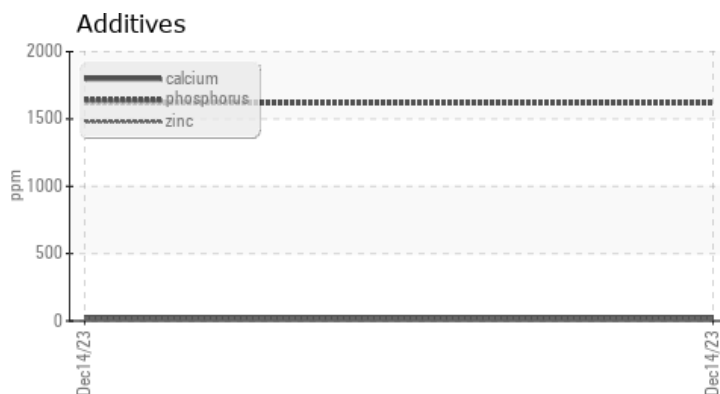 Additives
2000
calcium
phosphorus
1500
zinc
ppm
1000
500
0
Dec14/23
Dec14/23